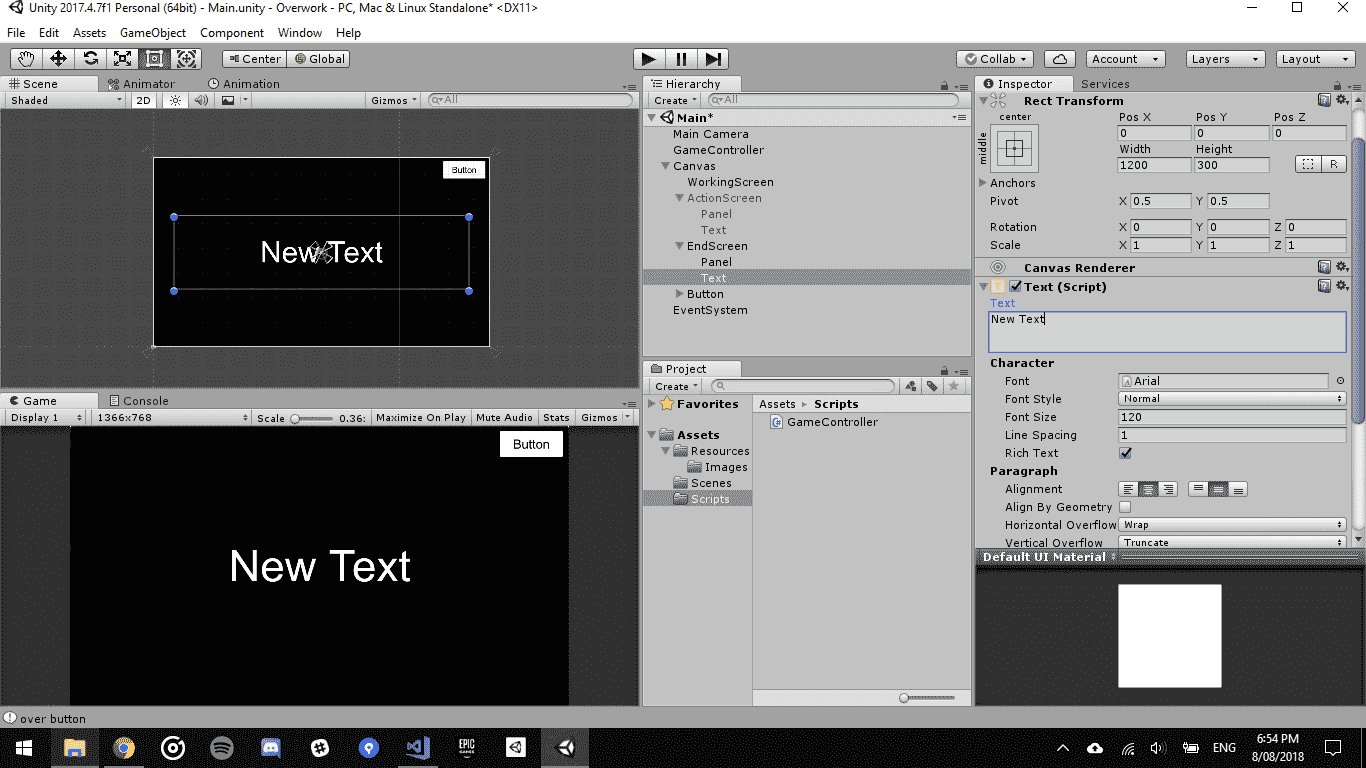 Unity 2017.4.7f1 Personal (64bit) - Main.unity - Overwork - PC, Mac & Linux Standalone* <DX11>
File Edit Assets GameObject Component Window Help
Center Global Collab Account Layers Layout
Scene Animator Animation
Shaded 2D Gizmos All
Button
New Text
Game Console
Display 1 1366x768 Scale 0.36: Maximize On Play Mute Audio Stats Gizmos
Button
New Text
Hierarchy
Create All
Main*
Main Camera
GameController
Canvas
WorkingScreen
ActionScreen
Panel
Text
EndScreen
Panel
Text
Button
EventSystem
Project
Create
Favorites
Assets
Resources
Images
Scenes
Scripts
Assets ▸ Scripts
GameController
Inspector Services
Rect Transform
center
middle
Pos X Pos Y Pos Z
0 0 0
Width Height
1200 300
R
Anchors
Pivot X 0.5 Y 0.5
Rotation X 0 Y 0 Z 0
Scale X 1 Y 1 Z 1
Canvas Renderer
Text (Script)
Text
New Text
Character
Font Arial
Font Style Normal
Font Size 120
Line Spacing 1
Rich Text
Paragraph
Alignment
Align By Geometry
Horizontal Overflow Wrap
Vertical Overflow Truncate
Default UI Material
over button
EPIC GAMES
ENG
6:54 PM
8/08/2018